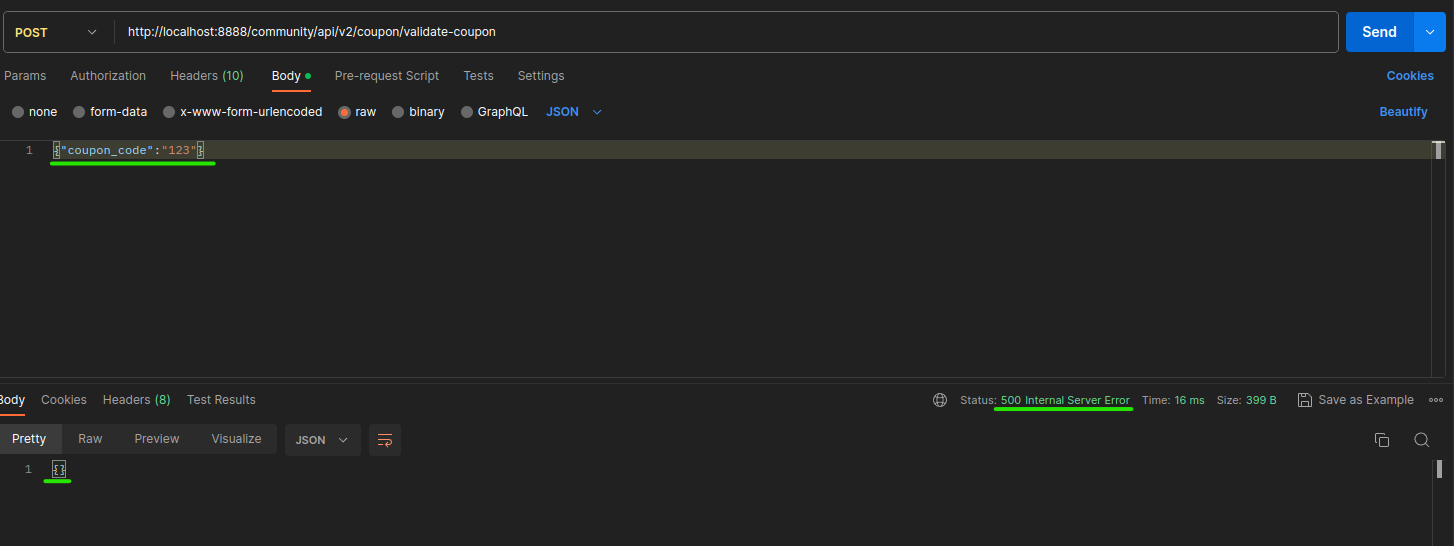 POST http://localhost:8888/community/api/v2/coupon/validate-coupon Send
Params Authorization Headers (10) Body Pre-request Script Tests Settings Cookies
none form-data x-www-form-urlencoded raw binary GraphQL JSON Beautify
1 {"coupon_code":"123"}
Body Cookies Headers (8) Test Results Status: 500 Internal Server Error Time: 16 ms Size: 399 B Save as Example
Pretty Raw Preview Visualize JSON
1 {}